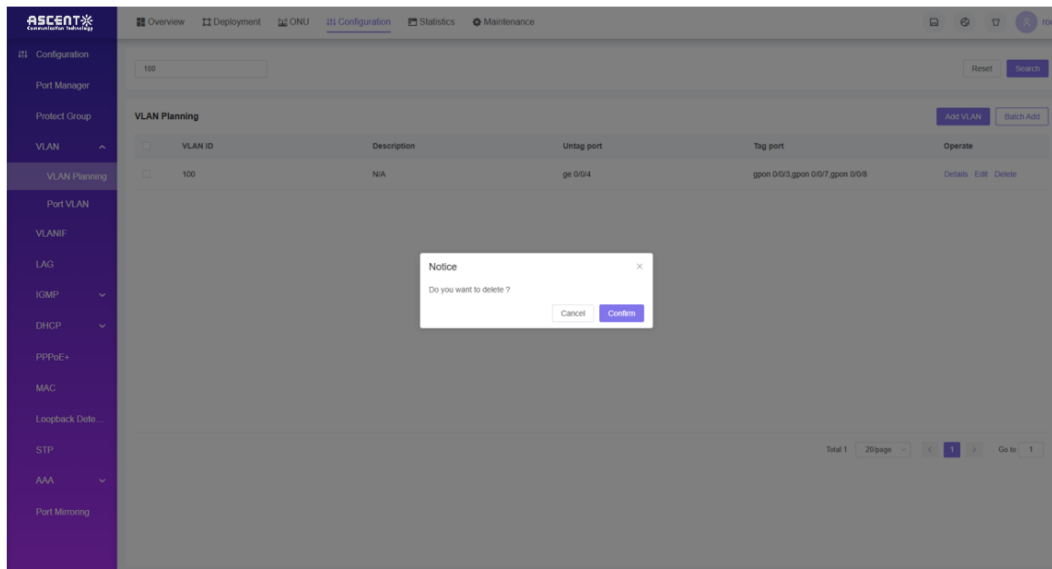 ASCENT
Communication Technology
Overview Deployment ONU Configuration Statistics Maintenance
Configuration
Port Manager
Protect Group
VLAN
VLAN Planning
Port VLAN
VLANIF
LAG
IGMP
DHCP
PPPoE+
MAC
Loopback Dete...
STP
AAA
Port Mirroring
100
Reset Search
VLAN Planning
Add VLAN Batch Add
VLAN ID Description Untag port Tag port Operate
100 N/A ge 0/0/4 gpon 0/0/3,gpon 0/0/7,gpon 0/0/8 Details Edit Delete
Notice
Do you want to delete ?
Cancel Confirm
Total 1 20/page 1 Go to 1